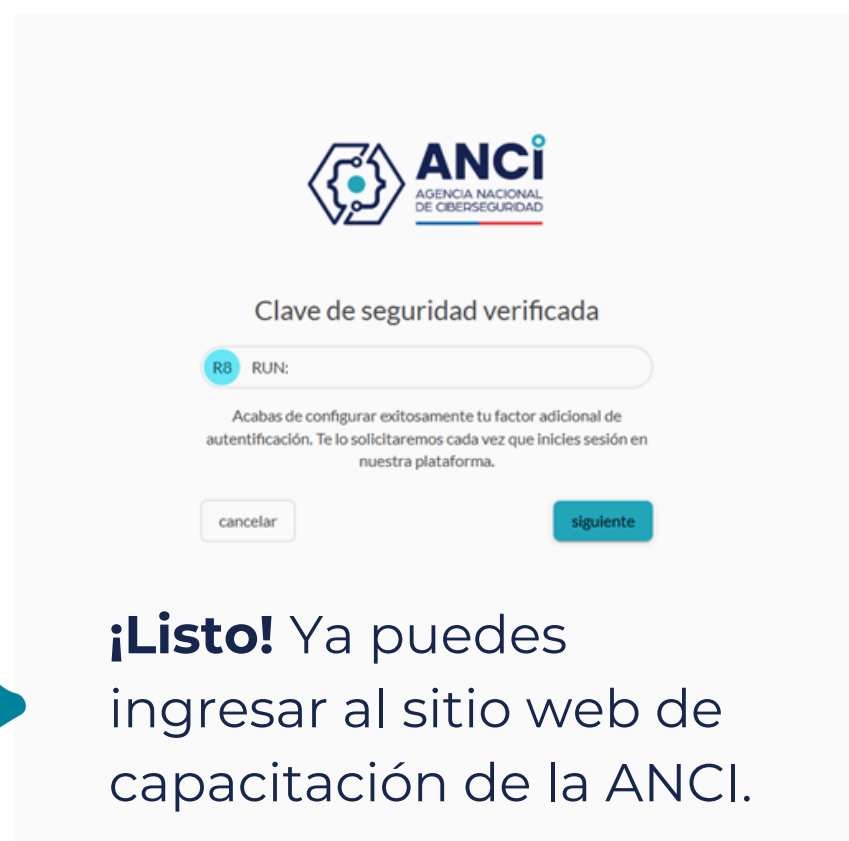 ANCi
AGENCIA NACIONAL
DE CIBERSEGURIDAD
Clave de seguridad verificada
R8 RUN:
Acabas de configurar exitosamente tu factor adicional de
autentificación. Te lo solicitaremos cada vez que inicies sesión en
nuestra plataforma.
cancelar siguiente
¡Listo! Ya puedes
ingresar al sitio web de
capacitación de la ANCI.